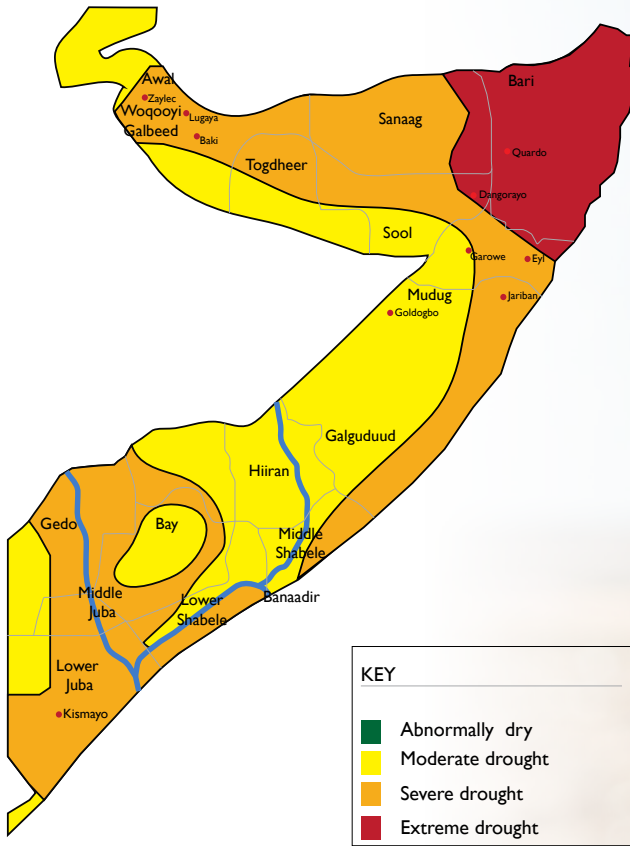 Awal
Bari
Zaylec
Woqooyi
Galbeed
Lugaya
Sanaag
Baki
Togdheer
Quardo
Dangorayo
Sool
Garowe
Eyl
Mudug
Jariban
Goldogbo
Galguduud
Hiiran
Gedo
Bay
Middle
Shabele
Middle
Juba
Lower
Shabele
Banaadir
Lower
Juba
Kismayo
KEY
Abnormally dry
Moderate drought
Severe drought
Extreme drought